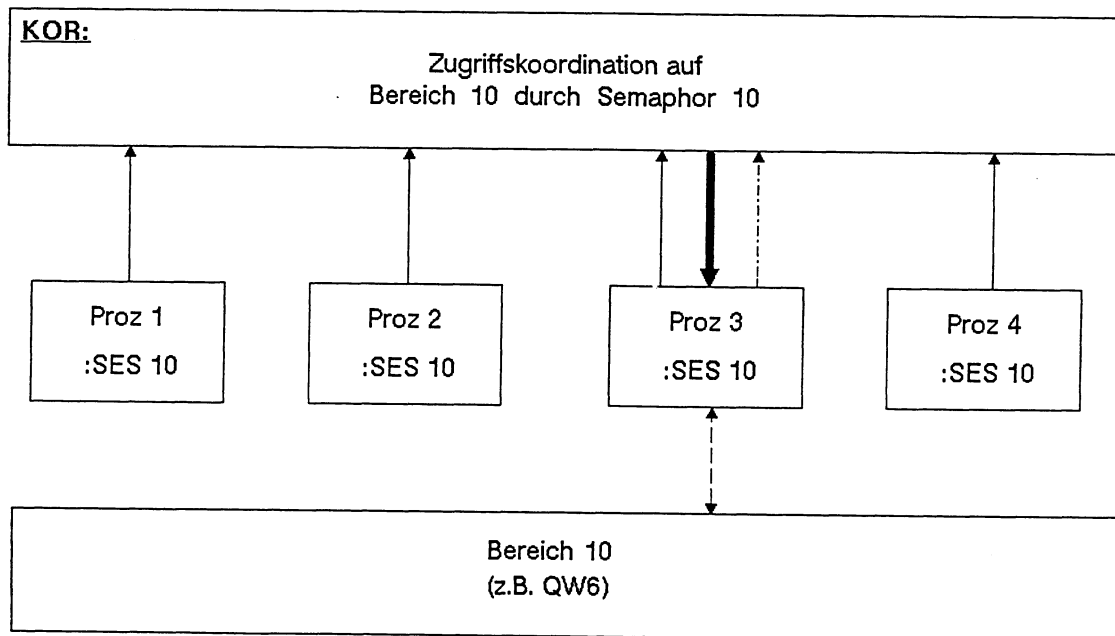 KOR:
Zugriffskoordination auf
Bereich 10 durch Semaphor 10
Proz 1
:SES 10
Proz 2
:SES 10
Proz 3
:SES 10
Proz 4
:SES 10
Bereich 10
(z.B. QW6)